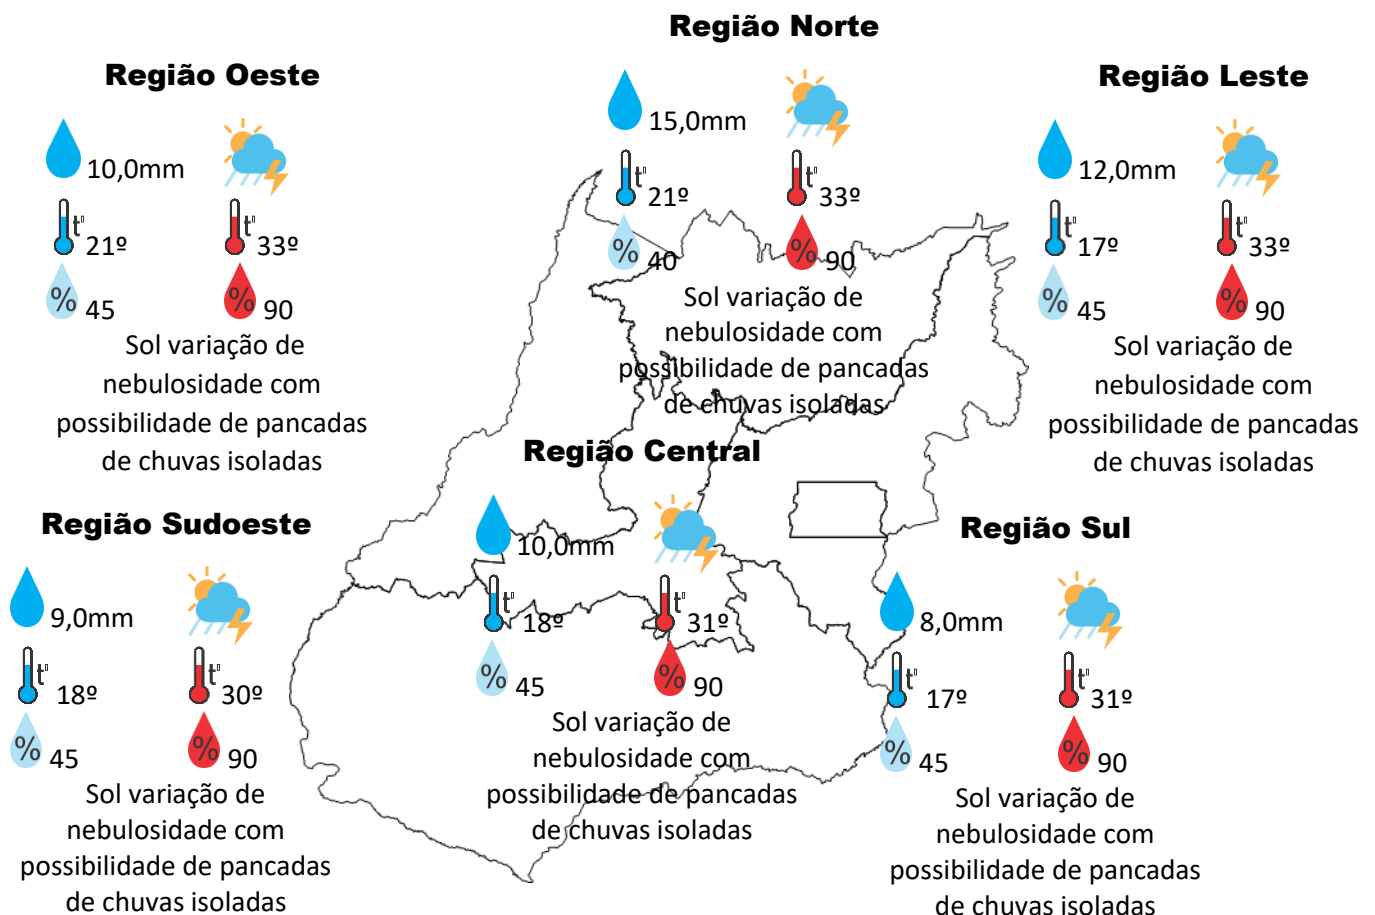 Região Norte
15,0mm
t°
21º
t°
33º
%
40
%
90
Sol variação de
nebulosidade com
possibilidade de pancadas
de chuvas isoladas
Região Oeste
10,0mm
t°
21º
t°
33º
%
45
%
90
Sol variação de
nebulosidade com
possibilidade de pancadas
de chuvas isoladas
Região Leste
12,0mm
t°
17º
t°
33º
%
45
%
90
Sol variação de
nebulosidade com
possibilidade de pancadas
de chuvas isoladas
Região Central
10,0mm
t°
18º
t°
31º
%
45
%
90
Sol variação de
nebulosidade com
possibilidade de pancadas
de chuvas isoladas
Região Sudoeste
9,0mm
t°
18º
t°
30º
%
45
%
90
Sol variação de
nebulosidade com
possibilidade de pancadas
de chuvas isoladas
Região Sul
8,0mm
t°
17º
t°
31º
%
45
%
90
Sol variação de
nebulosidade com
possibilidade de pancadas
de chuvas isoladas